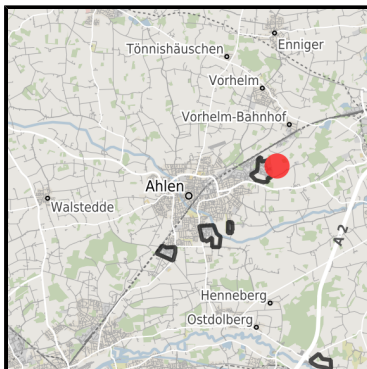 Enniger
Tönnishäuschen
Vorhelm
Vorhelm-Bahnhof
Ahlen
Walstedde
A 2
Henneberg
Ostdolberg